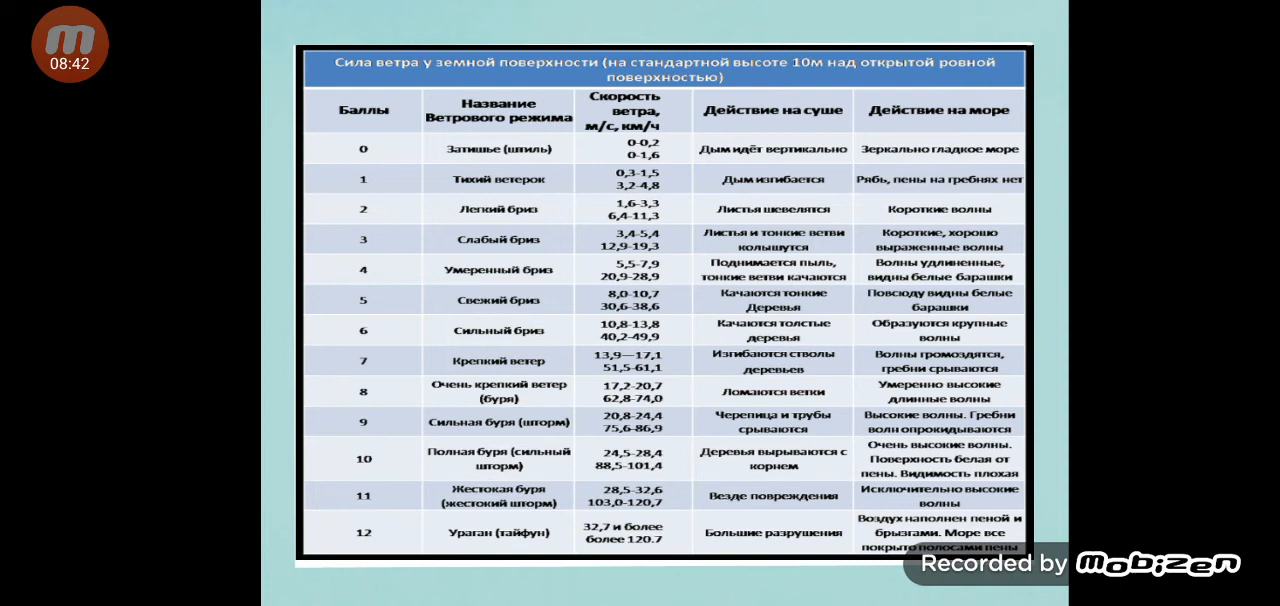 08:42
Сила ветра у земной поверхности (на стандартной высоте 10м над открытой ровной
поверхностью)
Баллы
Название
Ветрового режима
Скорость
ветра,
м/с, км/ч
Действие на суше
Действие на море
0
Затишье (штиль)
0-0,2
0-1,6
Дым идёт вертикально
Зеркально гладкое море
1
Тихий ветерок
0,3-1,5
3,2-4,8
Дым изгибается
Рябь, пены на гребнях нет
2
Легкий бриз
1,6-3,3
6,4-11,3
Листья шевелятся
Короткие волны
3
Слабый бриз
3,4-5,4
12,9-19,3
Листья и тонкие ветви
колышутся
Короткие, хорошо
выраженные волны
4
Умеренный бриз
5,5-7,9
20,9-28,9
Поднимается пыль,
тонкие ветви качаются
Волны удлиненные,
видны белые барашки
5
Свежий бриз
8,0-10,7
30,6-38,6
Качаются тонкие
Деревья
Повсюду видны белые
барашки
6
Сильный бриз
10,8-13,8
40,2-49,9
Качаются толстые
деревья
Образуются крупные
волны
7
Крепкий ветер
13,9—17,1
51,5-61,1
Изгибаются стволы
деревьев
Волны громоздятся,
гребни срываются
8
Очень крепкий ветер
(буря)
17,2-20,7
62,8-74,0
Ломаются ветки
Умеренно высокие
длинные волны
9
Сильная буря (шторм)
20,8-24,4
75,6-86,9
Черепица и трубы
срываются
Высокие волны. Гребни
волн опрокидываются
10
Полная буря (сильный
шторм)
24,5-28,4
88,5-101,4
Деревья вырываются с
корнем
Очень высокие волны.
Поверхность белая от
пены. Видимость плохая
11
Жестокая буря
(жестокий шторм)
28,5-32,6
103,0-120,7
Везде повреждения
Исключительно высокие
волны
12
Ураган (тайфун)
32,7 и более
более 120.7
Большие разрушения
Воздух наполнен пеной и
брызгами. Море все
покрыто полосами пены
Recorded by mobizen